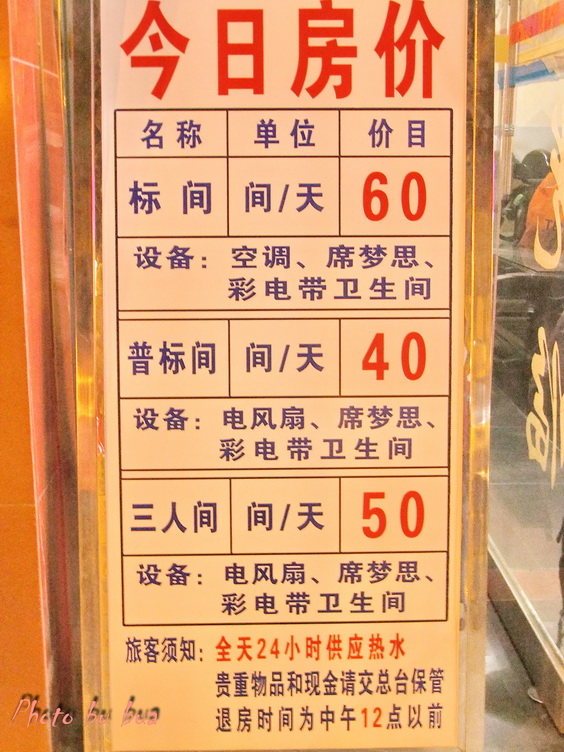 今日房价
名称 单位 价目
标间 间/天 60
设备：空调、席梦思、
彩电带卫生间
普标间 间/天 40
设备：电风扇、席梦思、
彩电带卫生间
三人间 间/天 50
设备：电风扇、席梦思、
彩电带卫生间
旅客须知：全天24小时供应热水
贵重物品和现金请交总台保管
退房时间为中午12点以前
Photo by bua